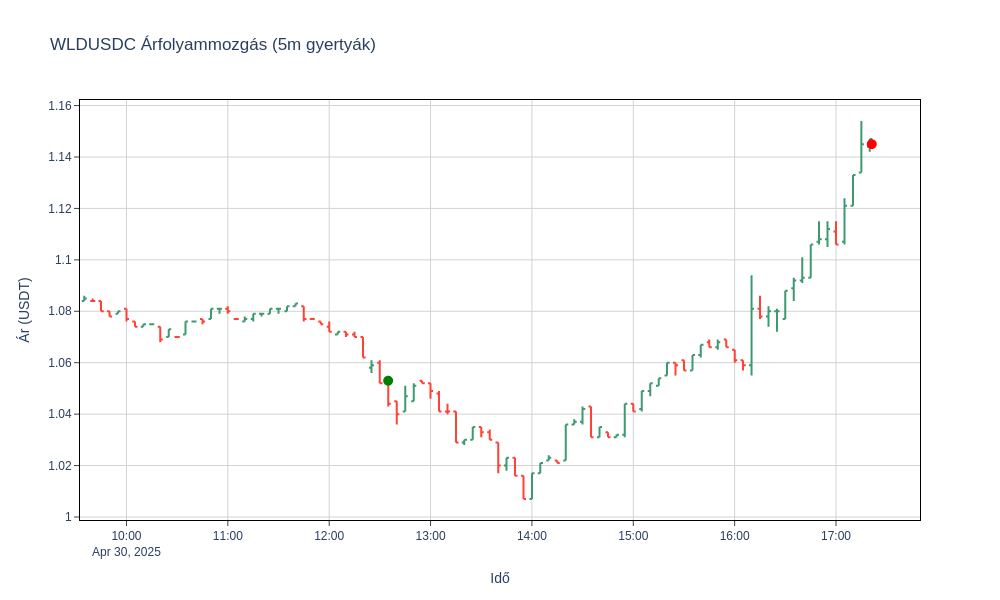 WLDUSDC Árfolyammozgás (5m gyertyák)
1.16
1.14
1.12
1.1
1.08
1.06
1.04
1.02
1
Ár (USDT)
10:00 11:00 12:00 13:00 14:00 15:00 16:00 17:00
Apr 30, 2025
Idő